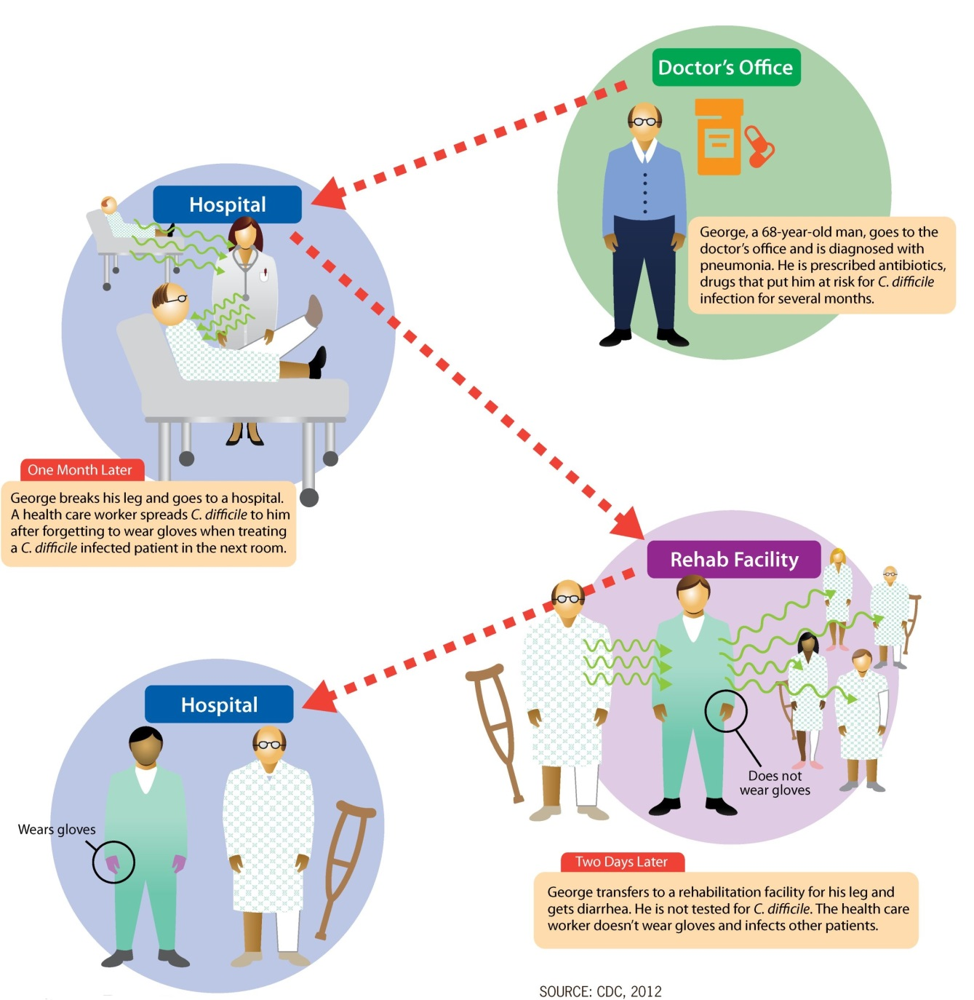 Doctor's Office
George, a 68-year-old man, goes to the
doctor's office and is diagnosed with
pneumonia. He is prescribed antibiotics,
drugs that put him at risk for C. difficile
infection for several months.
Hospital
One Month Later
George breaks his leg and goes to a hospital.
A health care worker spreads C. difficile to him
after forgetting to wear gloves when treating
a C. difficile infected patient in the next room.
Rehab Facility
Does not
wear gloves
Two Days Later
George transfers to a rehabilitation facility for his leg and
gets diarrhea. He is not tested for C. difficile. The health care
worker doesn't wear gloves and infects other patients.
Hospital
Wears gloves
SOURCE: CDC, 2012